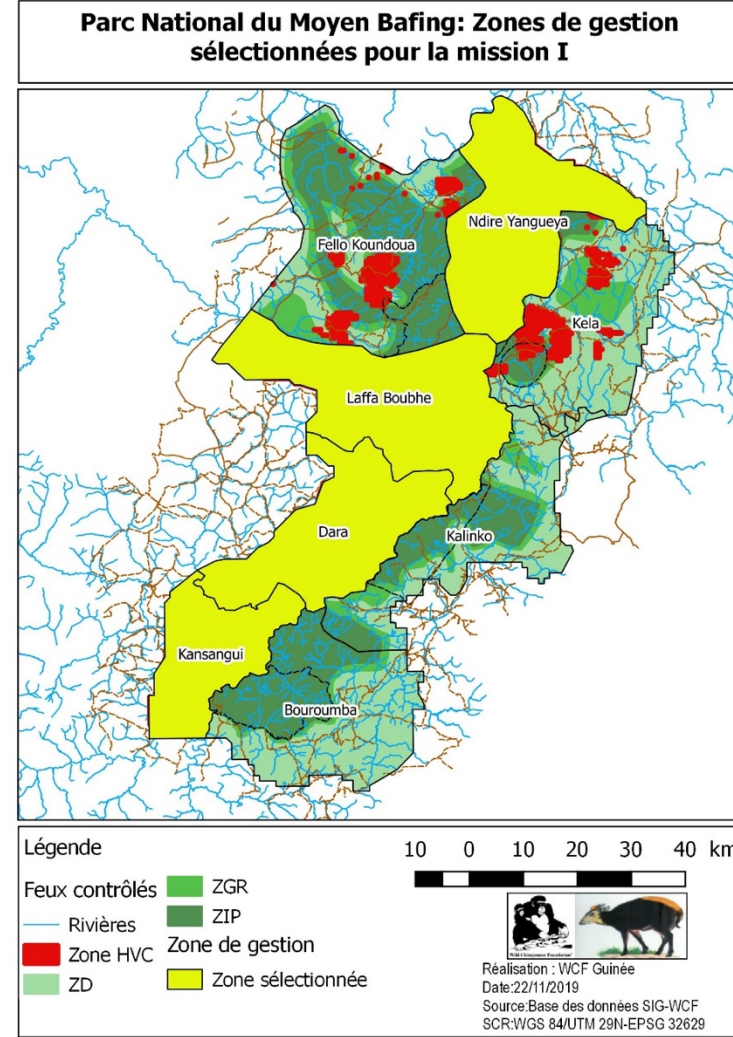 Parc National du Moyen Bafing: Zones de gestion
sélectionnées pour la mission I
Ndire Yangueya
Fello Koundoua
Kela
Laffa Boubhe
Dara
Kalinko
Kansangui
Bouroumba
Légende
Feux contrôlés
Rivières
Zone HVC
ZD
ZGR
ZIP
Zone de gestion
Zone sélectionnée
10 0 10 20 30 40 km
Wild Chimpanzee Foundation
Réalisation : WCF Guinée
Date:22/11/2019
Source:Base des données SIG-WCF
SCR:WGS 84/UTM 29N-EPSG 32629